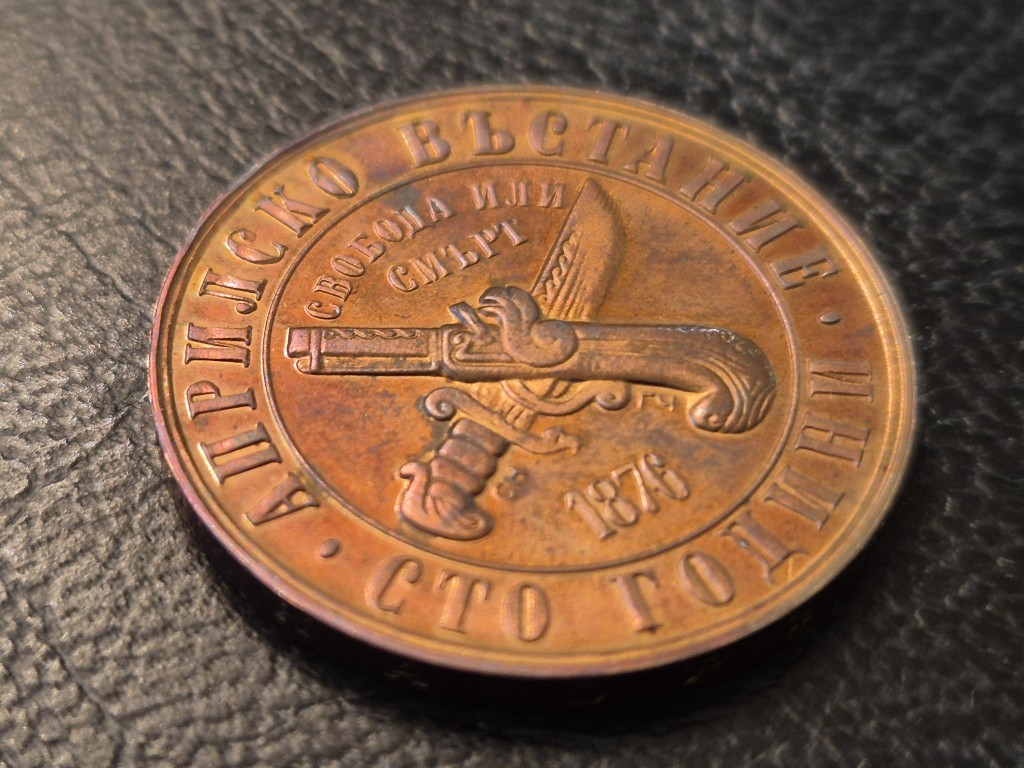 АПРИЛСКО ВЪСТАНИЕ · СТО ГОДИНИ ·
СВОБОДА ИЛИ
СМЪРТ
1876